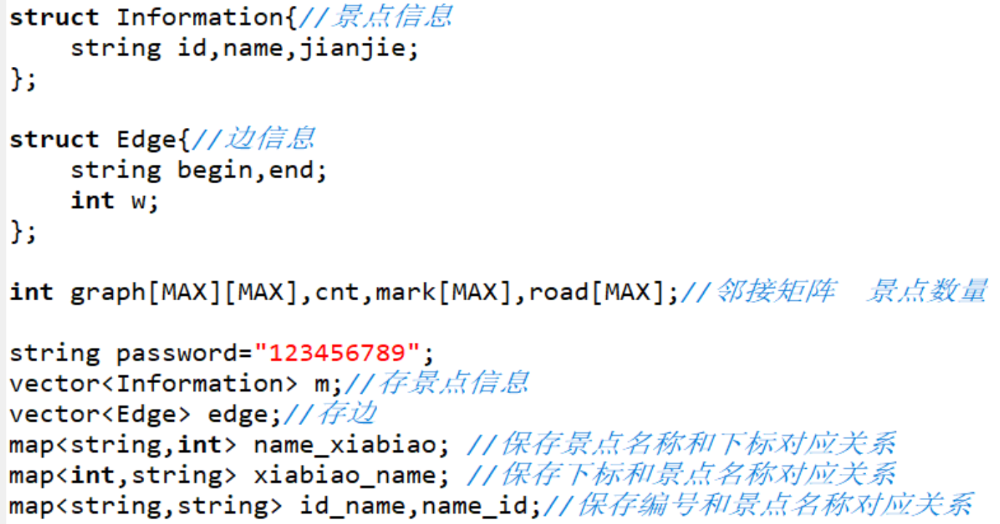 struct Information{//景点信息
    string id,name,jianjie;
};
struct Edge{//边信息
    string begin,end;
    int w;
};
int graph[MAX][MAX],cnt,mark[MAX],road[MAX];//邻接矩阵  景点数量
string password="123456789";
vector<Information> m;//存景点信息
vector<Edge> edge;//存边
map<string,int> name_xiabiao; //保存景点名称和下标对应关系
map<int,string> xiabiao_name; //保存下标和景点名称对应关系
map<string,string> id_name,name_id;//保存编号和景点名称对应关系